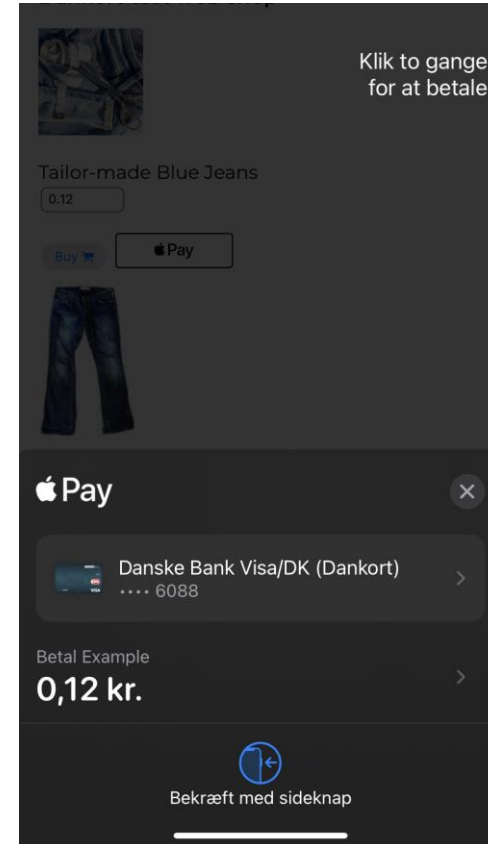 Klik to gange
for at betale
Tailor-made Blue Jeans
0.12
Buy
Pay
Pay
Danske Bank Visa/DK (Dankort)
•••• 6088
Betal Example
0,12 kr.
Bekræft med sideknap